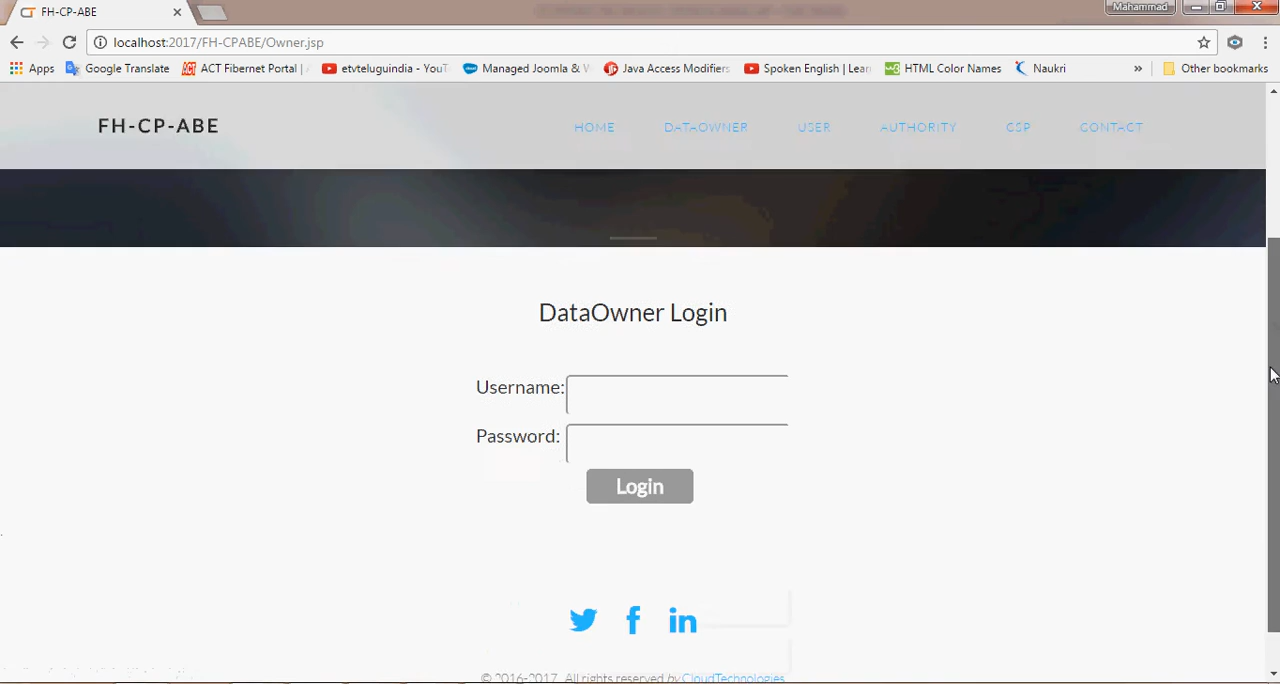 FH-CP-ABE
Mahammad
localhost:2017/FH-CPABE/Owner.jsp
Apps Google Translate ACT Fibernet Portal | etvteluguindia - YouT Managed Joomla & Java Access Modifiers Spoken English | Lear HTML Color Names Naukri » Other bookmarks
FH-CP-ABE HOME DATAOWNER USER AUTHORITY CSP CONTACT
DataOwner Login
Username:
Password:
Login
© 2016-2017. All rights reserved by CloudTechnologies